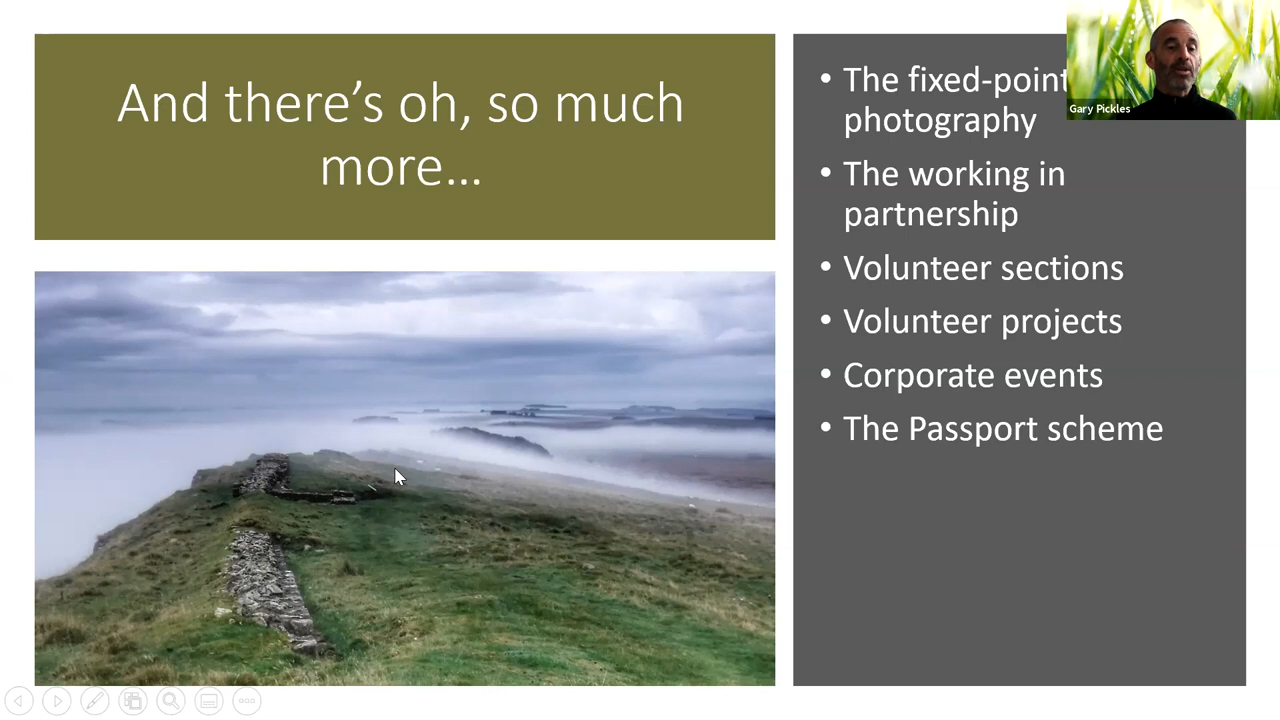 And there’s oh, so much
more…
• The fixed-point
photography
• The working in
partnership
• Volunteer sections
• Volunteer projects
• Corporate events
• The Passport scheme
Gary Pickles